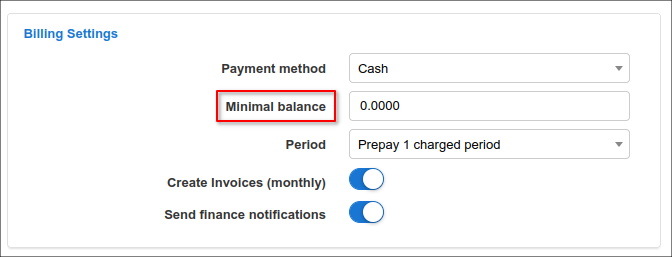 Billing Settings
Payment method Cash
Minimal balance 0.0000
Period Prepay 1 charged period
Create Invoices (monthly)
Send finance notifications